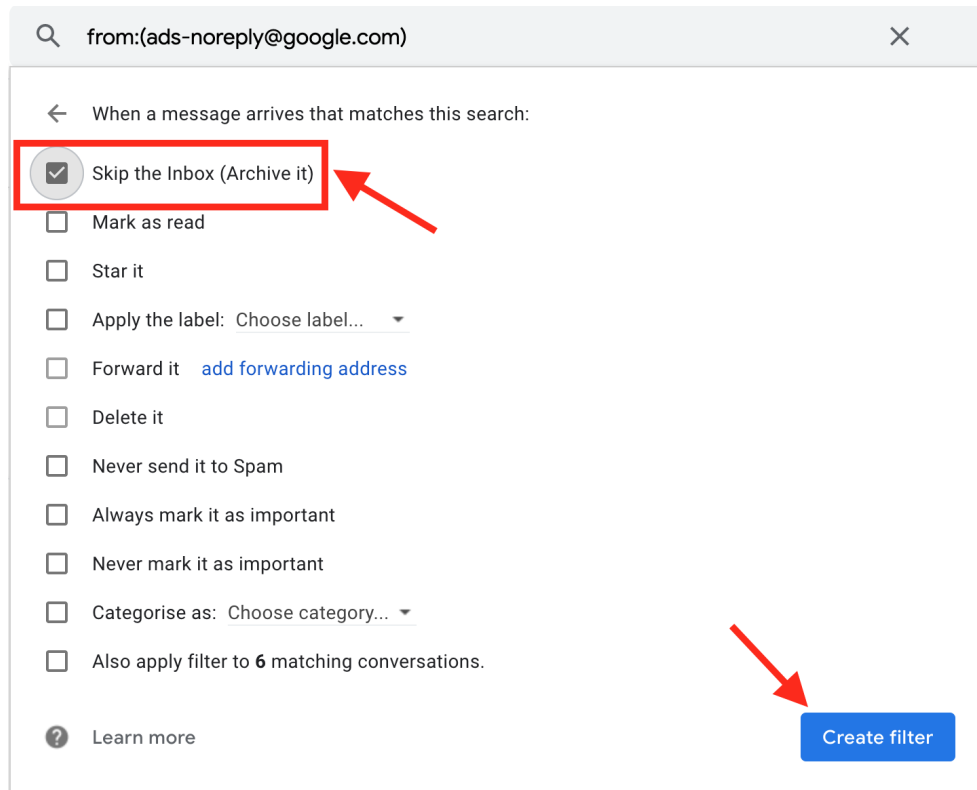 from:(ads-noreply@google.com)
When a message arrives that matches this search:
Skip the Inbox (Archive it)
Mark as read
Star it
Apply the label: Choose label...
Forward it add forwarding address
Delete it
Never send it to Spam
Always mark it as important
Never mark it as important
Categorise as: Choose category...
Also apply filter to 6 matching conversations.
? Learn more
Create filter